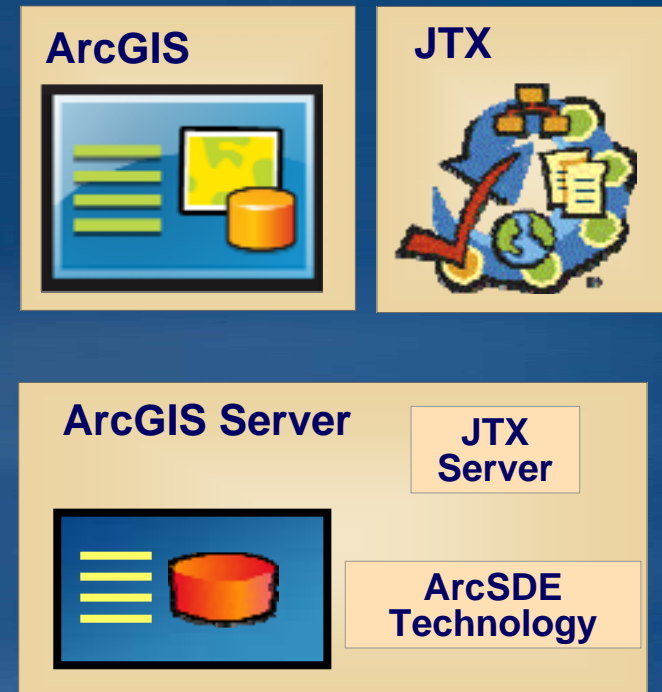 ArcGIS
JTX
ArcGIS Server
JTX
Server
ArcSDE
Technology